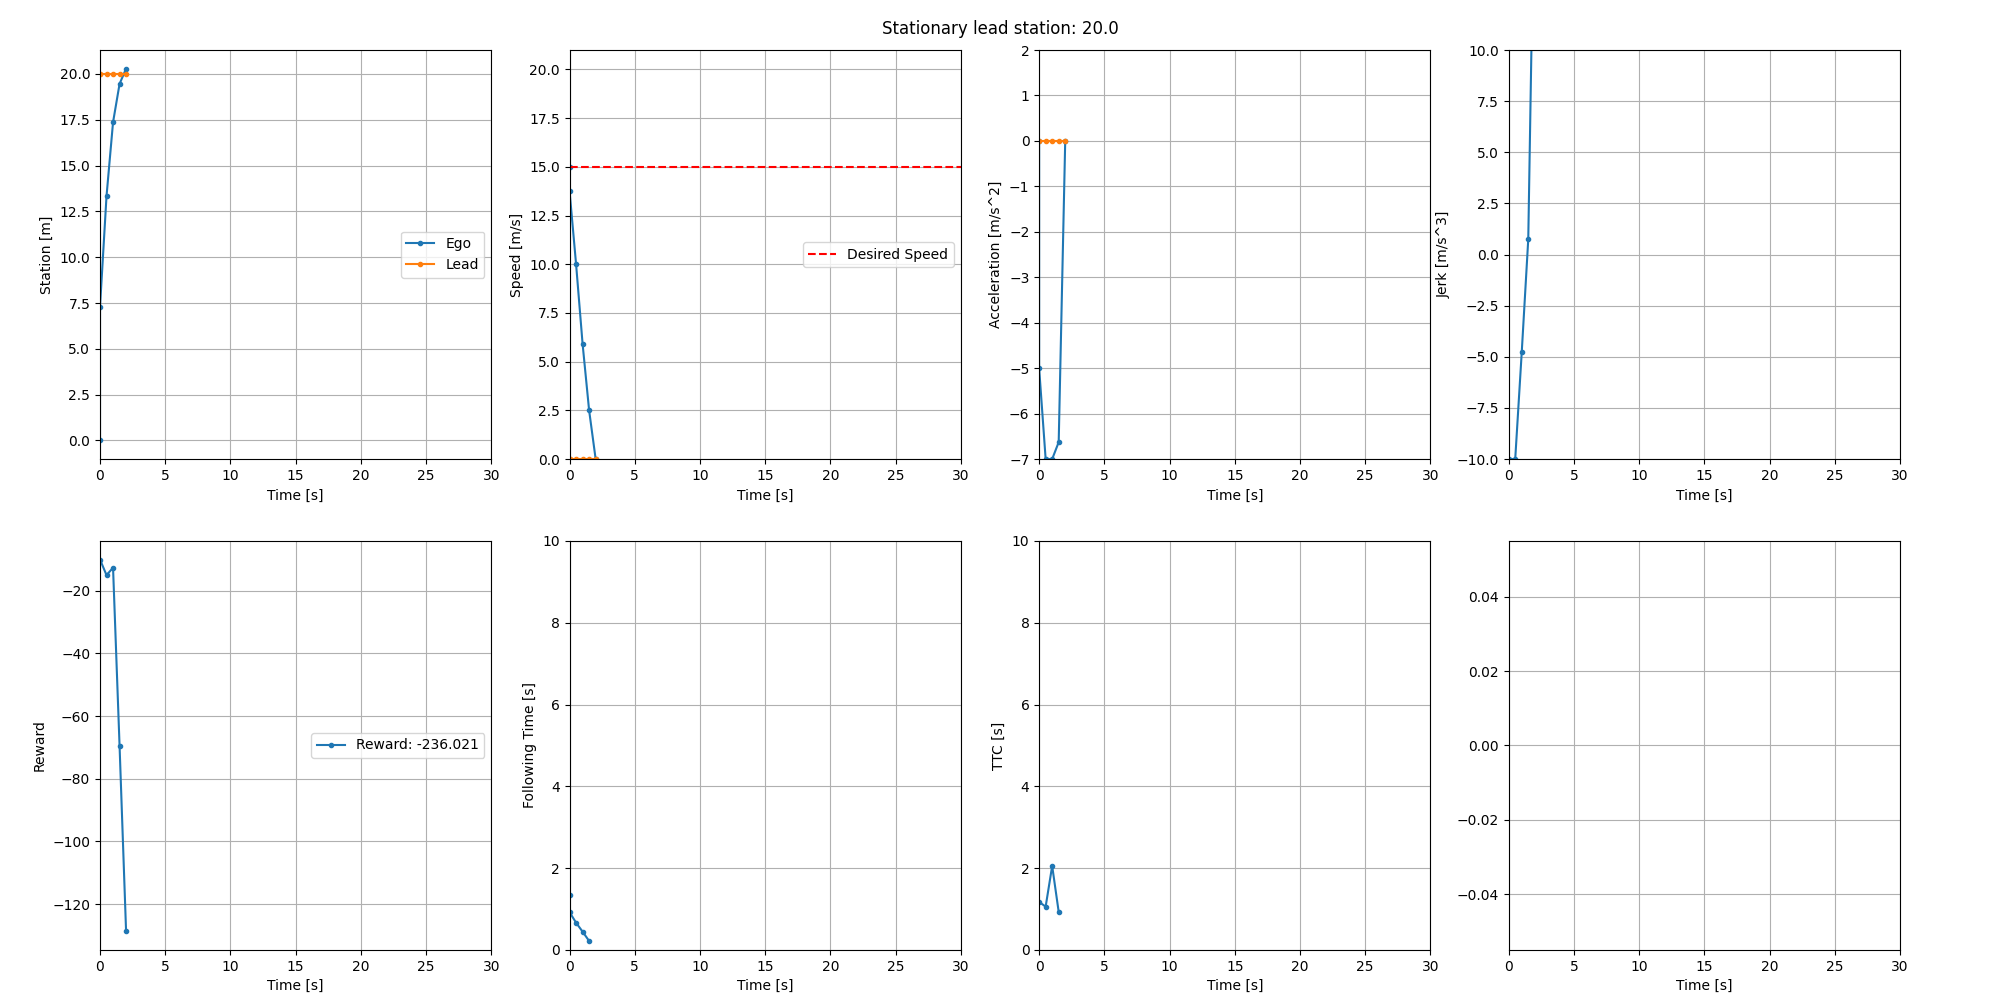 Stationary lead station: 20.0
20.0
17.5
15.0
12.5
10.0
7.5
5.0
2.5
0.0
Station [m]
Ego
Lead
0 5 10 15 20 25 30
Time [s]
20.0
17.5
15.0
12.5
10.0
7.5
5.0
2.5
0.0
Speed [m/s]
Desired Speed
0 5 10 15 20 25 30
Time [s]
2
1
0
−1
−2
−3
−4
−5
−6
−7
Acceleration [m/s^2]
0 5 10 15 20 25 30
Time [s]
10.0
7.5
5.0
2.5
0.0
−2.5
−5.0
−7.5
−10.0
Jerk [m/s^3]
0 5 10 15 20 25 30
Time [s]
−20
−40
−60
−80
−100
−120
Reward
Reward: -236.021
0 5 10 15 20 25 30
Time [s]
10
8
6
4
2
0
Following Time [s]
0 5 10 15 20 25 30
Time [s]
10
8
6
4
2
0
TTC [s]
0 5 10 15 20 25 30
Time [s]
0.04
0.02
0.00
−0.02
−0.04
0 5 10 15 20 25 30
Time [s]